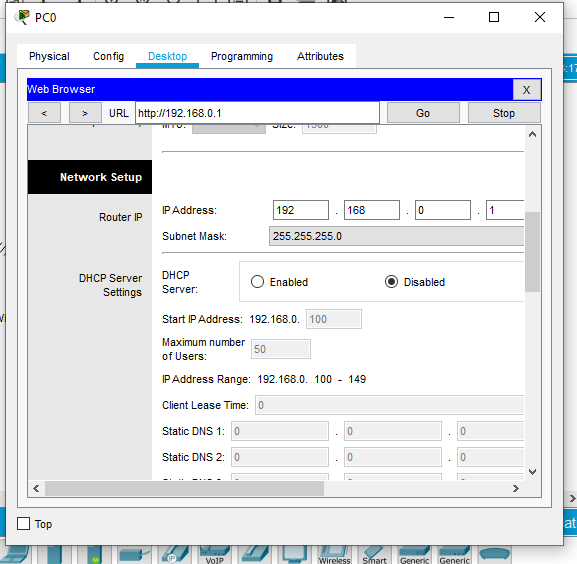 PC0
Physical Config Desktop Programming Attributes
Web Browser X
< > URL http://192.168.0.1 Go Stop
MTU: Size: 1500
Network Setup
Router IP
IP Address: 192 . 168 . 0 . 1
Subnet Mask: 255.255.255.0
DHCP Server
Settings
DHCP
Server: Enabled Disabled
Start IP Address: 192.168.0. 100
Maximum number
of Users: 50
IP Address Range: 192.168.0. 100 - 149
Client Lease Time: 0
Static DNS 1: 0 . 0 . 0
Static DNS 2: 0 . 0 . 0
Top
IP VoIP Wireless Smart Generic Generic